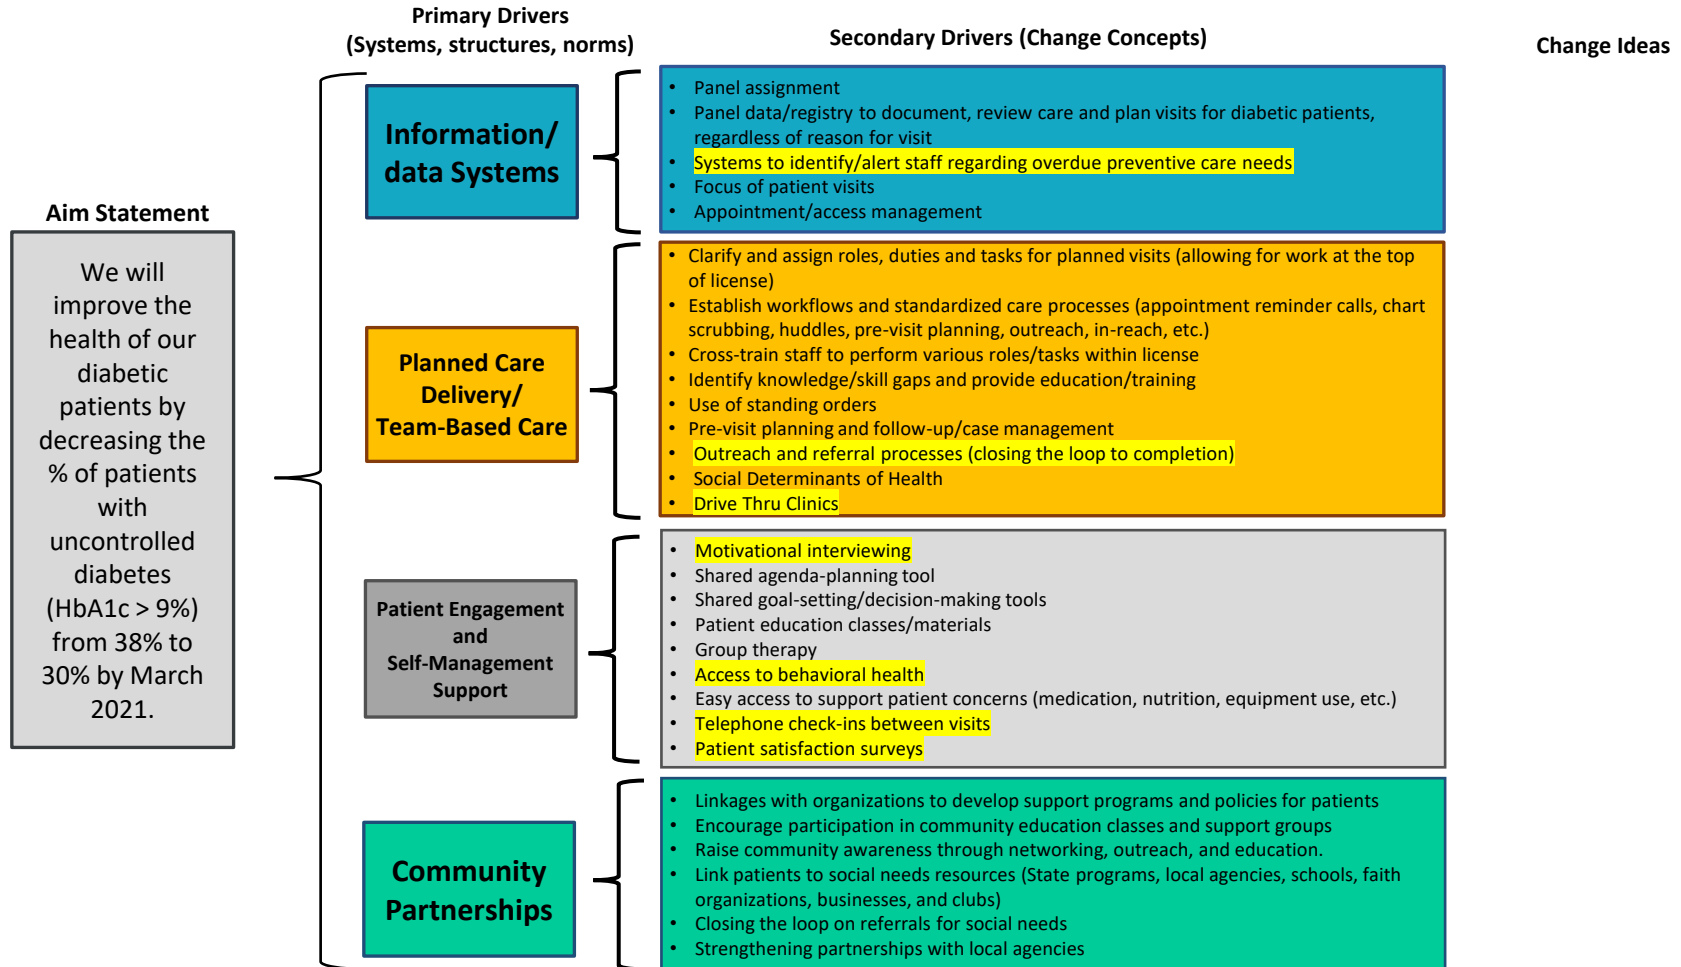 Primary Drivers
(Systems, structures, norms)
Secondary Drivers (Change Concepts)
Change Ideas
Aim Statement
We will
improve the
health of our
diabetic
patients by
decreasing the
% of patients
with
uncontrolled
diabetes
(HbA1c > 9%)
from 38% to
30% by March
2021.
Information/
data Systems
• Panel assignment
• Panel data/registry to document, review care and plan visits for diabetic patients,
regardless of reason for visit
• Systems to identify/alert staff regarding overdue preventive care needs
• Focus of patient visits
• Appointment/access management
Planned Care
Delivery/
Team-Based Care
• Clarify and assign roles, duties and tasks for planned visits (allowing for work at the top
of license)
• Establish workflows and standardized care processes (appointment reminder calls, chart
scrubbing, huddles, pre-visit planning, outreach, in-reach, etc.)
• Cross-train staff to perform various roles/tasks within license
• Identify knowledge/skill gaps and provide education/training
• Use of standing orders
• Pre-visit planning and follow-up/case management
• Outreach and referral processes (closing the loop to completion)
• Social Determinants of Health
• Drive Thru Clinics
Patient Engagement
and
Self-Management
Support
• Motivational interviewing
• Shared agenda-planning tool
• Shared goal-setting/decision-making tools
• Patient education classes/materials
• Group therapy
• Access to behavioral health
• Easy access to support patient concerns (medication, nutrition, equipment use, etc.)
• Telephone check-ins between visits
• Patient satisfaction surveys
Community
Partnerships
• Linkages with organizations to develop support programs and policies for patients
• Encourage participation in community education classes and support groups
• Raise community awareness through networking, outreach, and education.
• Link patients to social needs resources (State programs, local agencies, schools, faith
organizations, businesses, and clubs)
• Closing the loop on referrals for social needs
• Strengthening partnerships with local agencies